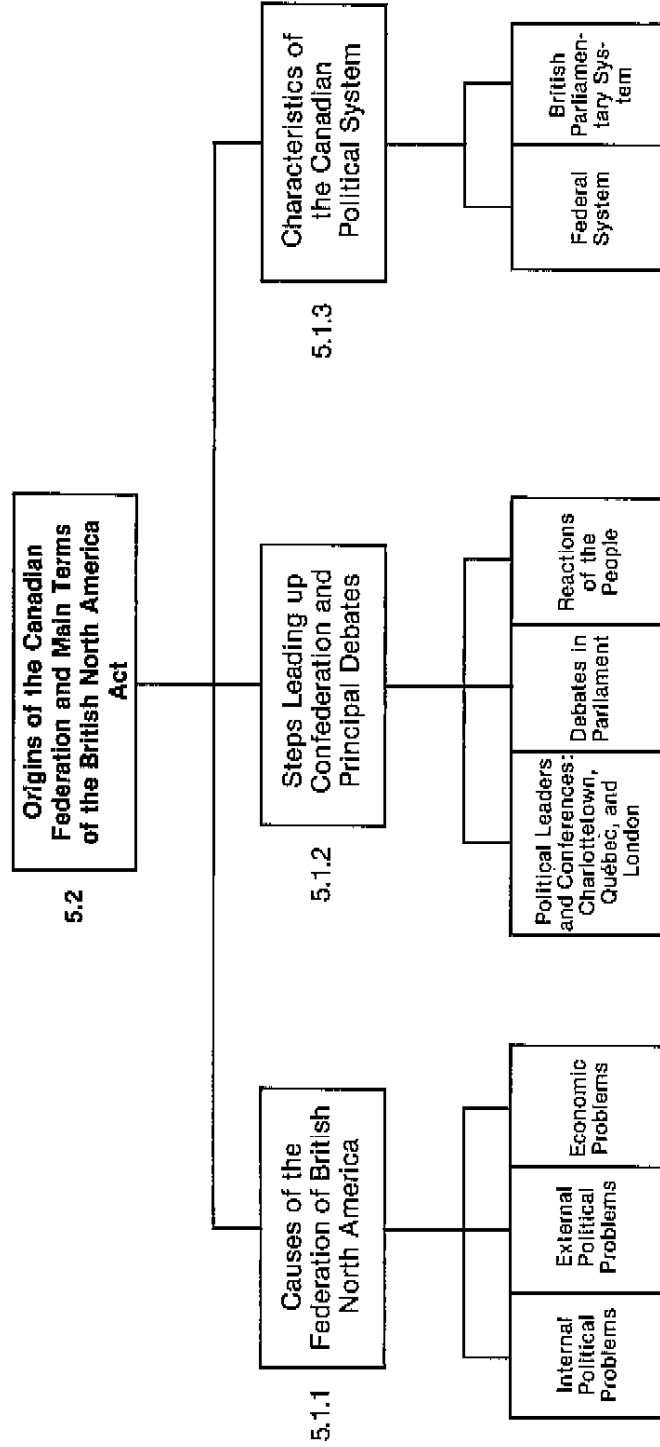 5.2
Origins of the Canadian
Federation and Main Terms
of the British North America
Act
5.1.1
Causes of the
Federation of British
North America
Internal
Political
Problems
External
Political
Problems
Economic
Problems
5.1.2
Steps Leading up
Confederation and
Principal Debates
Political Leaders
and Conferences:
Charlottetown,
Québec, and
London
Debates in
Parliament
Reactions
of the
People
5.1.3
Characteristics of
the Canadian
Political System
Federal
System
British
Parliamen-
tary Sys-
tem